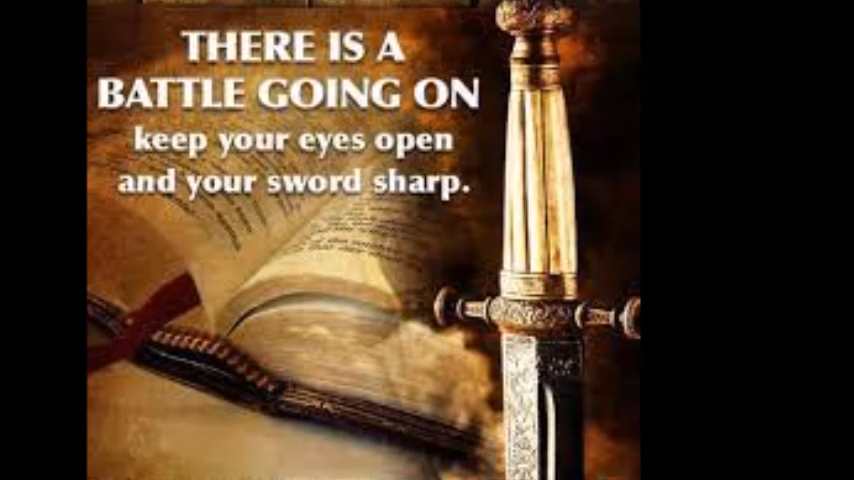 THERE IS A
BATTLE GOING ON
keep your eyes open
and your sword sharp.